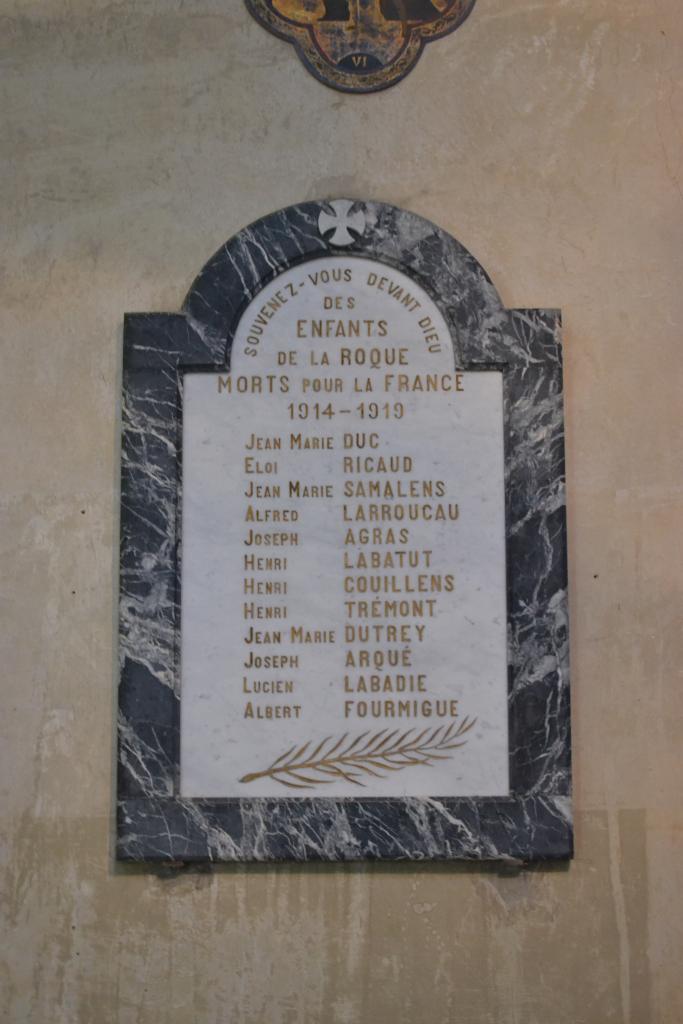 VI
SOUVENEZ-VOUS DEVANT DIEU
DES
ENFANTS
DE LA ROQUE
MORTS POUR LA FRANCE
1914-1919
JEAN MARIE DUC
ELOI RICAUD
JEAN MARIE SAMALENS
ALFRED LARROUCAU
JOSEPH AGRAS
HENRI LABATUT
HENRI COUILLENS
HENRI TRÉMONT
JEAN MARIE DUTREY
JOSEPH ARQUÉ
LUCIEN LABADIE
ALBERT FOURMIGUE